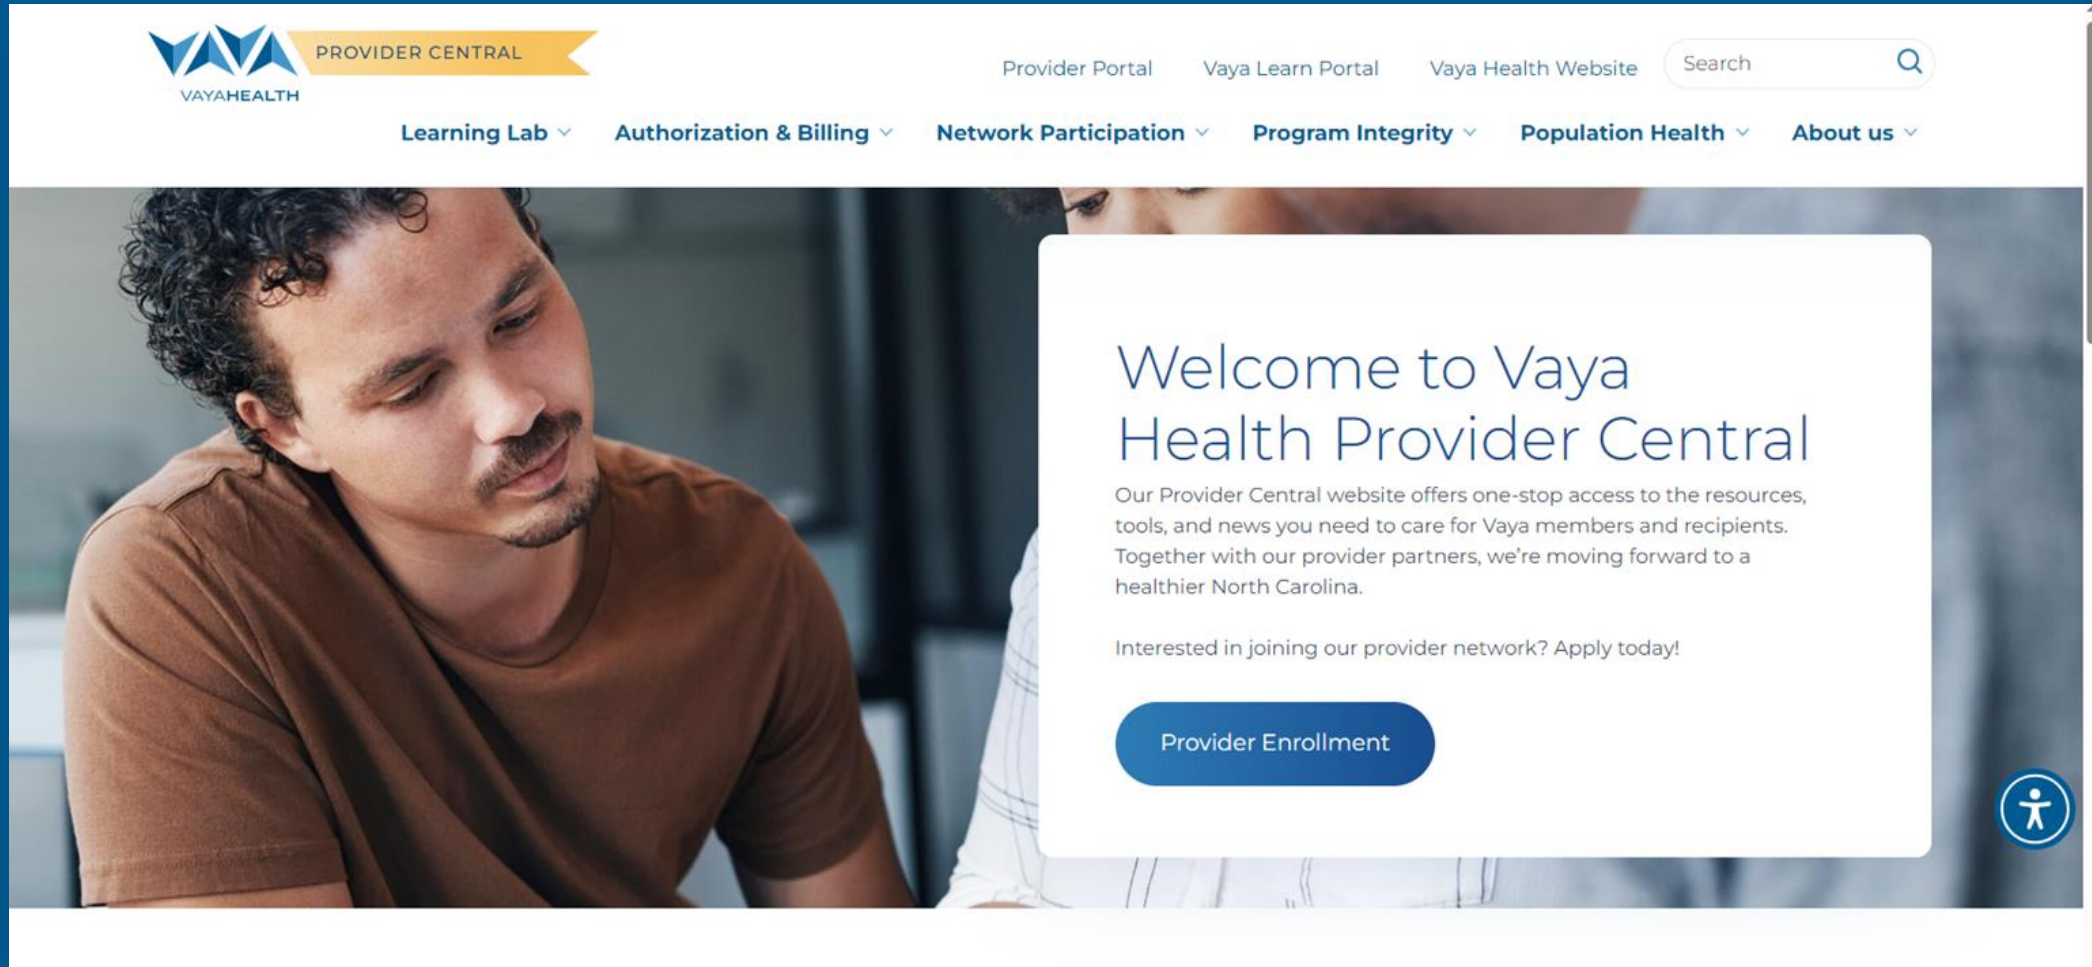 PROVIDER CENTRAL
VAYAHEALTH
Provider Portal Vaya Learn Portal Vaya Health Website Search
Learning Lab Authorization & Billing Network Participation Program Integrity Population Health About us
Welcome to Vaya
Health Provider Central
Our Provider Central website offers one-stop access to the resources,
tools, and news you need to care for Vaya members and recipients.
Together with our provider partners, we’re moving forward to a
healthier North Carolina.
Interested in joining our provider network? Apply today!
Provider Enrollment